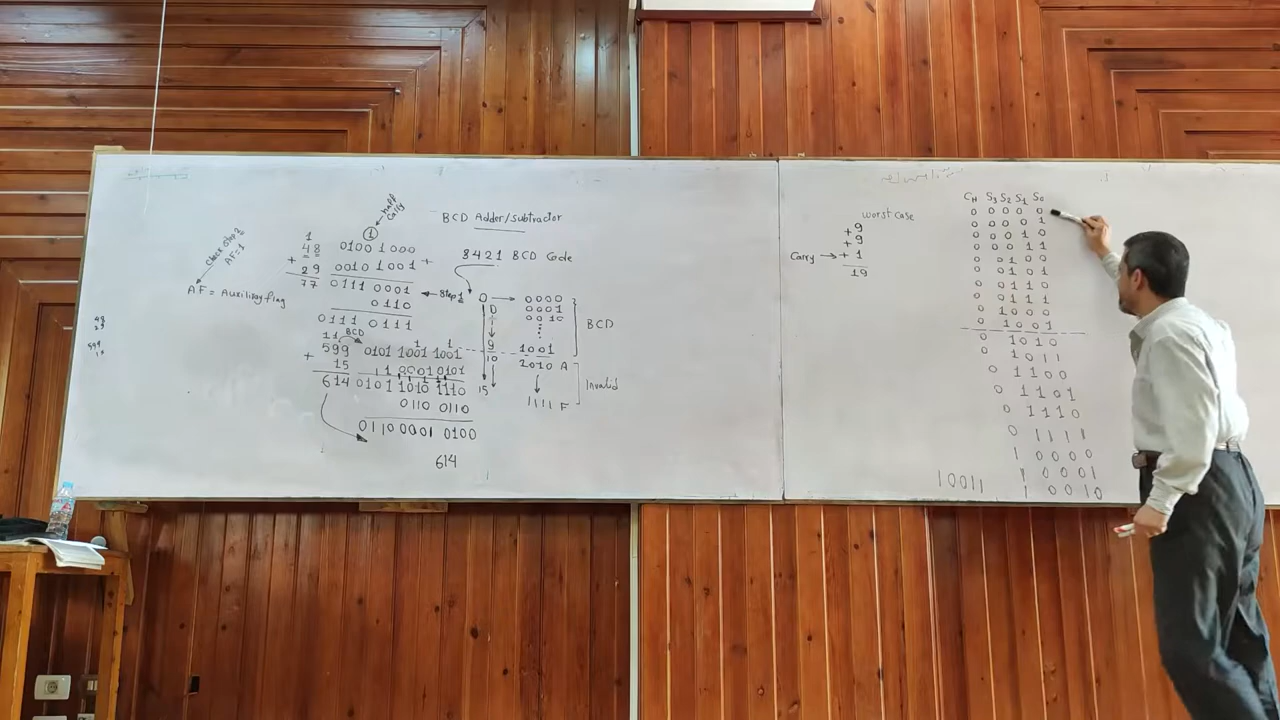 BCD Adder/Subtractor
1 Half Carry
check step 2
AF=1
AF = Auxiliary flag
1
48 0100 1000
+ 29 0010 1001 +
77 0111 0001 ← Step 1
0110
0111 0111
BCD
11 1 1
599 0101 1001 1001
+ 15 1 0001 0101
614 0101 1010 1110
0110 0110
0110 0001 0100
614
8421 BCD Code
0 → 0000
0001
0010
9 1001
10 1010 A
15 1111 F
BCD
Invalid
48
29
worst case
+9
+9
Carry → +1
19
CH S3 S2 S1 S0
0 0 0 0 0
0 0 0 0 1
0 0 0 1 0
0 0 0 1 1
0 0 1 0 0
0 0 1 0 1
0 0 1 1 0
0 0 1 1 1
0 1 0 0 0
0 1 0 0 1
0 1 0 1 0
0 1 0 1 1
0 1 1 0 0
0 1 1 0 1
0 1 1 1 0
0 1 1 1 1
1 0 0 0 0
1 0 0 0 1
1 0 0 1 0
10011